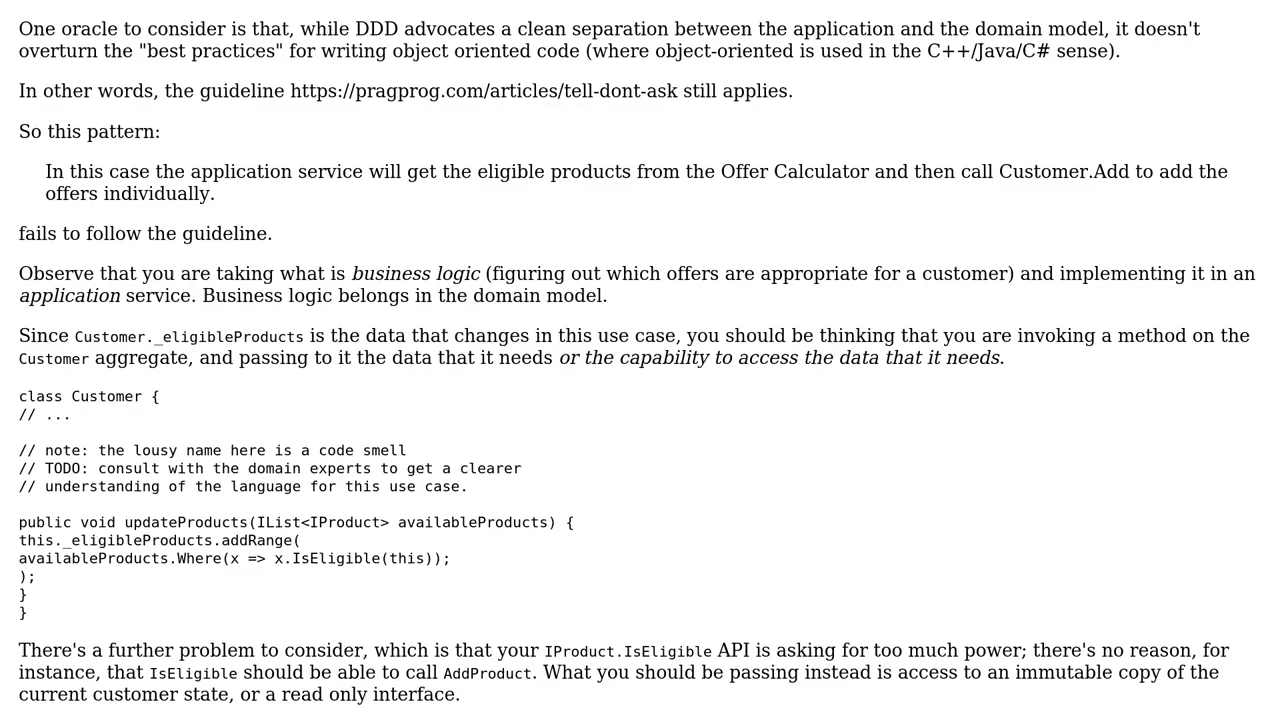 One oracle to consider is that, while DDD advocates a clean separation between the application and the domain model, it doesn't
overturn the "best practices" for writing object oriented code (where object-oriented is used in the C++/Java/C# sense).
In other words, the guideline https://pragprog.com/articles/tell-dont-ask still applies.
So this pattern:
In this case the application service will get the eligible products from the Offer Calculator and then call Customer.Add to add the
offers individually.
fails to follow the guideline.
Observe that you are taking what is business logic (figuring out which offers are appropriate for a customer) and implementing it in an
application service. Business logic belongs in the domain model.
Since Customer._eligibleProducts is the data that changes in this use case, you should be thinking that you are invoking a method on the
Customer aggregate, and passing to it the data that it needs or the capability to access the data that it needs.
class Customer {
// ...
// note: the lousy name here is a code smell
// TODO: consult with the domain experts to get a clearer
// understanding of the language for this use case.
public void updateProducts(IList<IProduct> availableProducts) {
this._eligibleProducts.addRange(
availableProducts.Where(x => x.IsEligible(this));
);
}
}
There's a further problem to consider, which is that your IProduct.IsEligible API is asking for too much power; there's no reason, for
instance, that IsEligible should be able to call AddProduct. What you should be passing instead is access to an immutable copy of the
current customer state, or a read only interface.